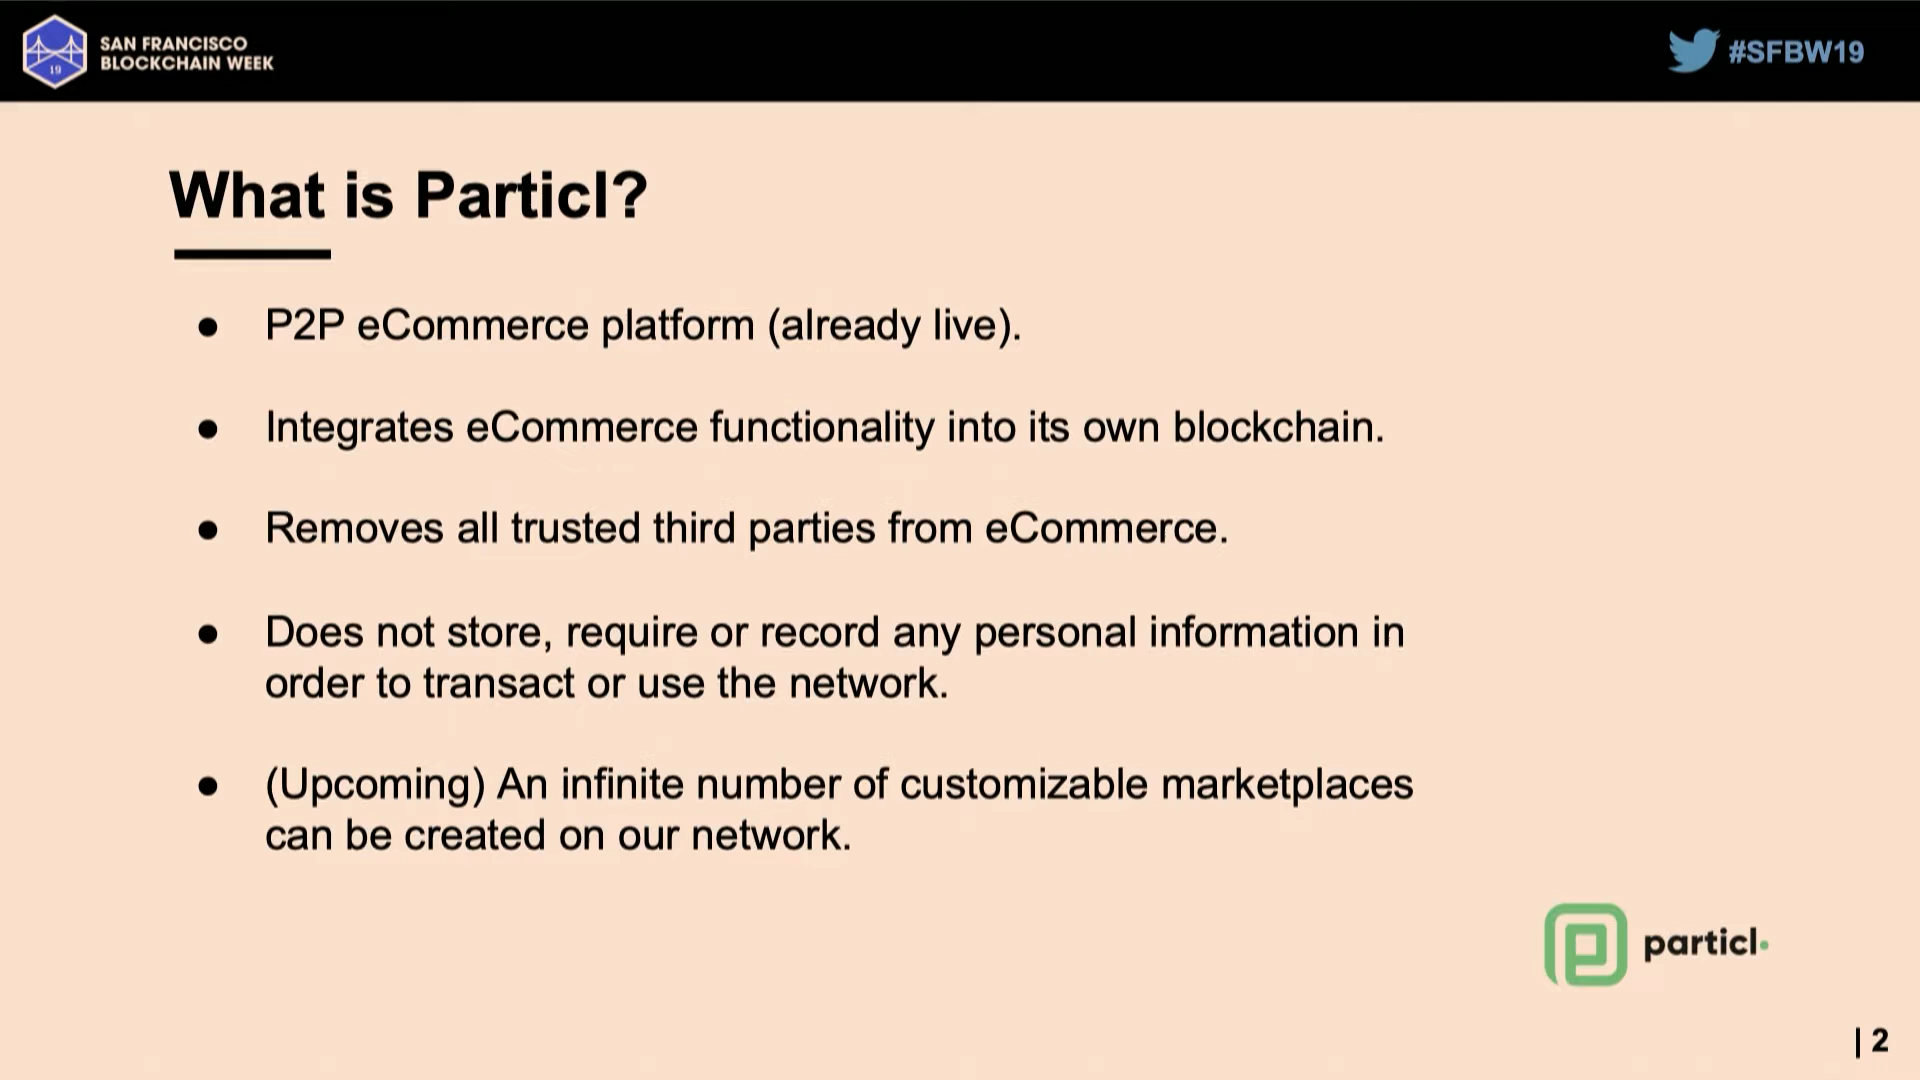 SAN FRANCISCO
BLOCKCHAIN WEEK
19
#SFBW19
What is Particl?
● P2P eCommerce platform (already live).
● Integrates eCommerce functionality into its own blockchain.
● Removes all trusted third parties from eCommerce.
● Does not store, require or record any personal information in
order to transact or use the network.
● (Upcoming) An infinite number of customizable marketplaces
can be created on our network.
particl
| 2